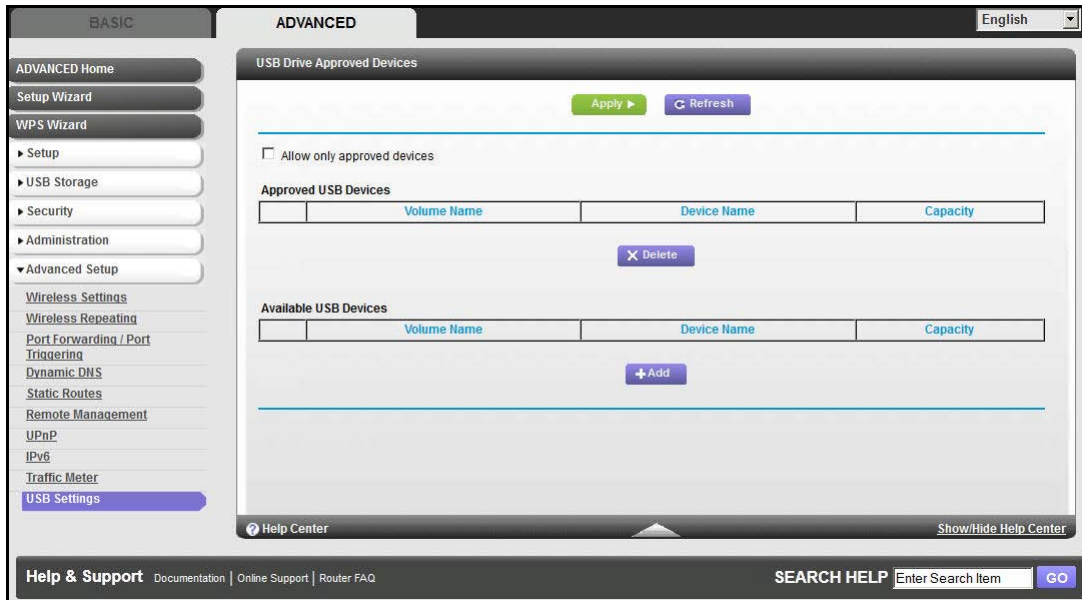 BASIC
ADVANCED
English
ADVANCED Home
Setup Wizard
WPS Wizard
Setup
USB Storage
Security
Administration
Advanced Setup
Wireless Settings
Wireless Repeating
Port Forwarding / Port
Triggering
Dynamic DNS
Static Routes
Remote Management
UPnP
IPv6
Traffic Meter
USB Settings
USB Drive Approved Devices
Apply
Refresh
Allow only approved devices
Approved USB Devices
Volume Name Device Name Capacity
Delete
Available USB Devices
Volume Name Device Name Capacity
Add
Help Center
Show/Hide Help Center
Help & Support Documentation | Online Support | Router FAQ
SEARCH HELP Enter Search Item GO